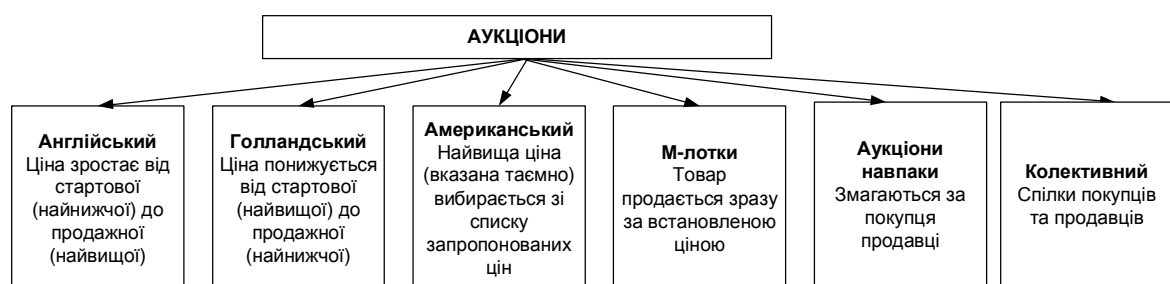 АУКЦІОНИ
Англійський
Ціна зростає від
стартової
(найнижчої) до
продажної
(найвищої)
Голландський
Ціна понижується
від стартової
(найвищої) до
продажної
(найнижчої)
Американський
Найвища ціна
(вказана таємно)
вибирається зі
списку
запропонованих
цін
М-лотки
Товар
продається зразу
за встановленою
ціною
Аукціони
навпаки
Змагаються за
покупця
продавці
Колективний
Спілки покупців
та продавців